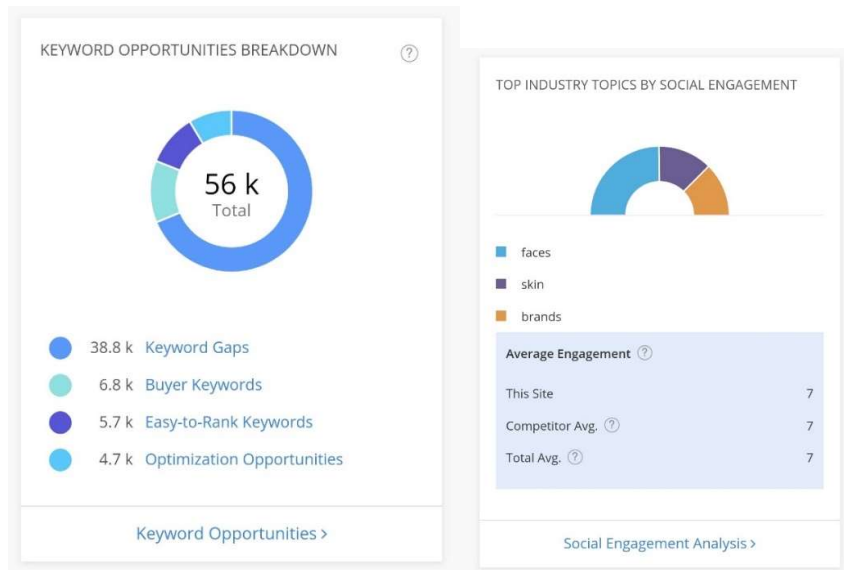 KEYWORD OPPORTUNITIES BREAKDOWN ?
56 k
Total
38.8 k Keyword Gaps
6.8 k Buyer Keywords
5.7 k Easy-to-Rank Keywords
4.7 k Optimization Opportunities
Keyword Opportunities >
TOP INDUSTRY TOPICS BY SOCIAL ENGAGEMENT
faces
skin
brands
Average Engagement ?
This Site 7
Competitor Avg. ? 7
Total Avg. ? 7
Social Engagement Analysis >